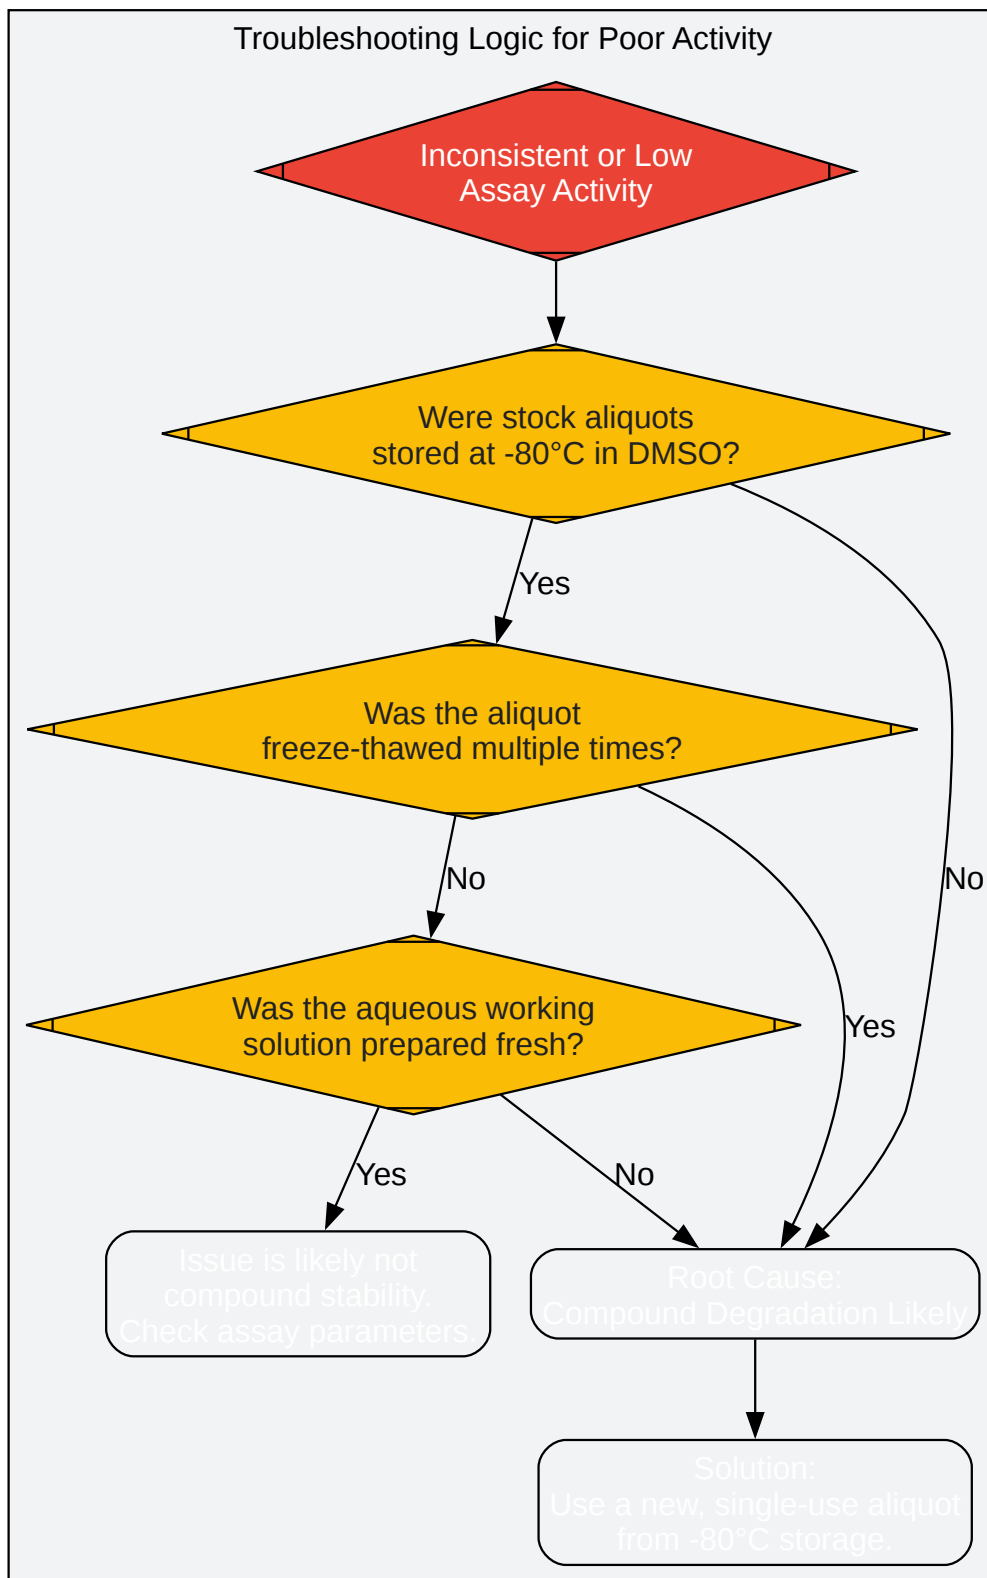 Troubleshooting Logic for Poor Activity
Inconsistent or Low
Assay Activity
Were stock aliquots
stored at -80°C in DMSO?
Yes
Was the aliquot
freeze-thawed multiple times?
No
No
Was the aqueous working
solution prepared fresh?
Yes
Yes
No
Issue is likely not
compound stability.
Check assay parameters.
Root Cause:
Compound Degradation Likely
Solution:
Use a new, single-use aliquot
from -80°C storage.